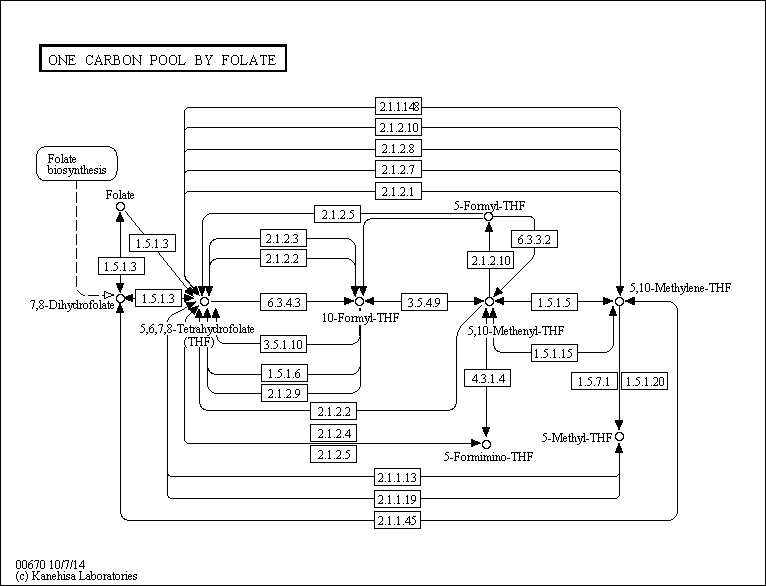 ONE CARBON POOL BY FOLATE
2.1.1.148
2.1.2.10
2.1.2.8
2.1.2.7
2.1.2.1
Folate
biosynthesis
Folate
5-Formyl-THF
2.1.2.5
1.5.1.3
2.1.2.3
6.3.3.2
1.5.1.3
2.1.2.2
2.1.2.10
5,10-Methylene-THF
7,8-Dihydrofolate
1.5.1.3
6.3.4.3
3.5.4.9
1.5.1.5
10-Formyl-THF
5,6,7,8-Tetrahydrofolate
(THF)
5,10-Methenyl-THF
3.5.1.10
1.5.1.15
1.5.1.6
4.3.1.4
1.5.7.1
1.5.1.20
2.1.2.9
2.1.2.2
2.1.2.4
5-Methyl-THF
2.1.2.5
5-Formimino-THF
2.1.1.13
2.1.1.19
2.1.1.45
00670 10/7/14
(c) Kanehisa Laboratories